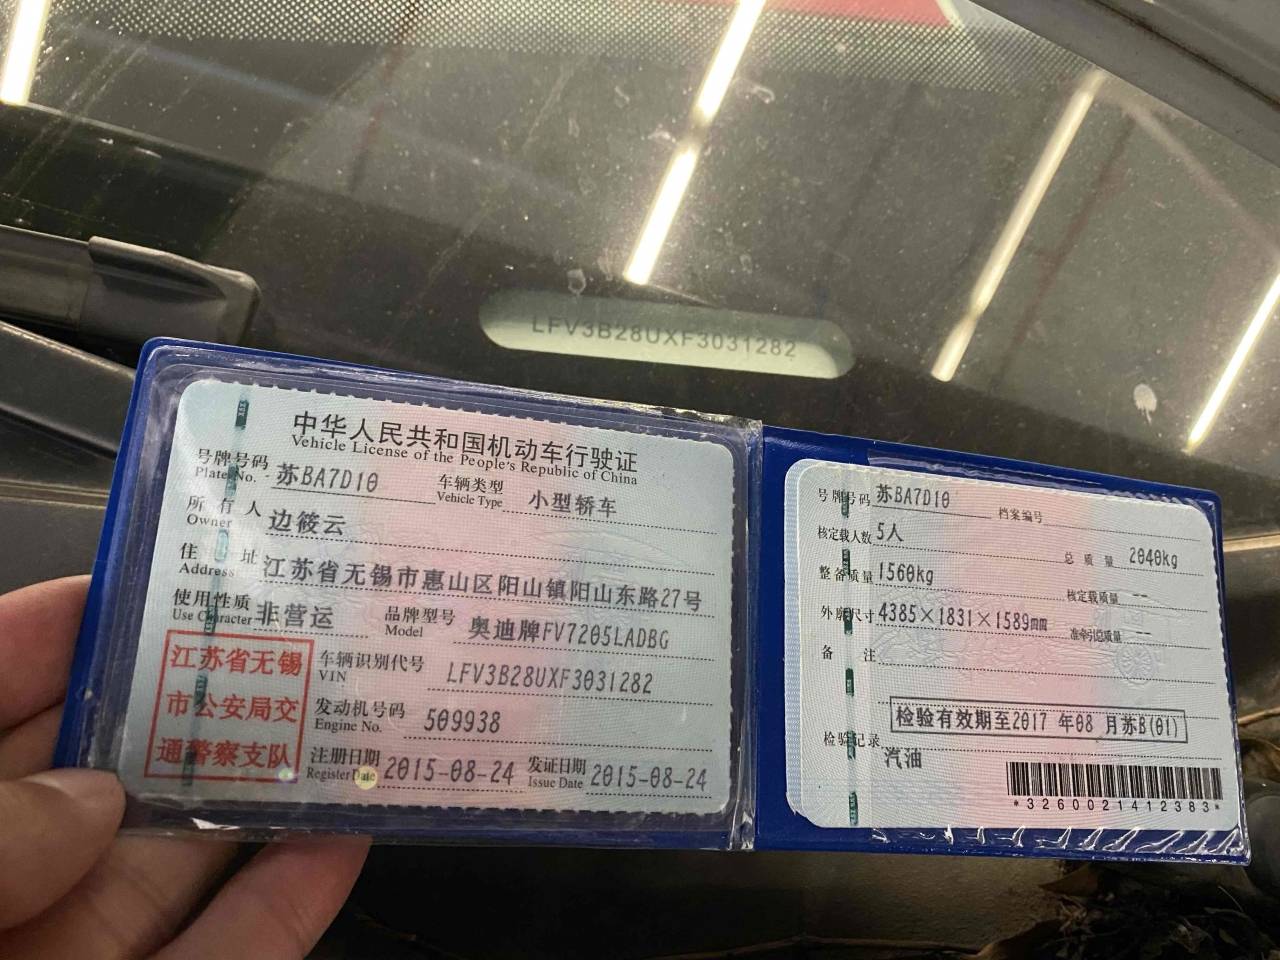 LFV3B28UXF3031282
中华人民共和国机动车行驶证
Vehicle License of the People's Republic of China
号牌号码 苏BA7D10 车辆类型 小型轿车
Plate No. Vehicle Type
所有人 边筱云
Owner
住址 江苏省无锡市惠山区阳山镇阳山东路27号
Address
使用性质 非营运 品牌型号 奥迪牌FV7205LADBG
Use Character Model
江苏省无锡
市公安局交
通警察支队
车辆识别代号 LFV3B28UXF3031282
VIN
发动机号码 509938
Engine No.
注册日期 2015-08-24 发证日期 2015-08-24
Register Date Issue Date
号牌号码 苏BA7D10 档案编号
核定载人数 5人 总质量 2040kg
整备质量 1560kg 核定载质量 --
外廓尺寸 4385×1831×1589mm 准牵引总质量 --
备注
检验有效期至2017 年08 月苏B(01)
检验记录
汽油
*3260021412383*